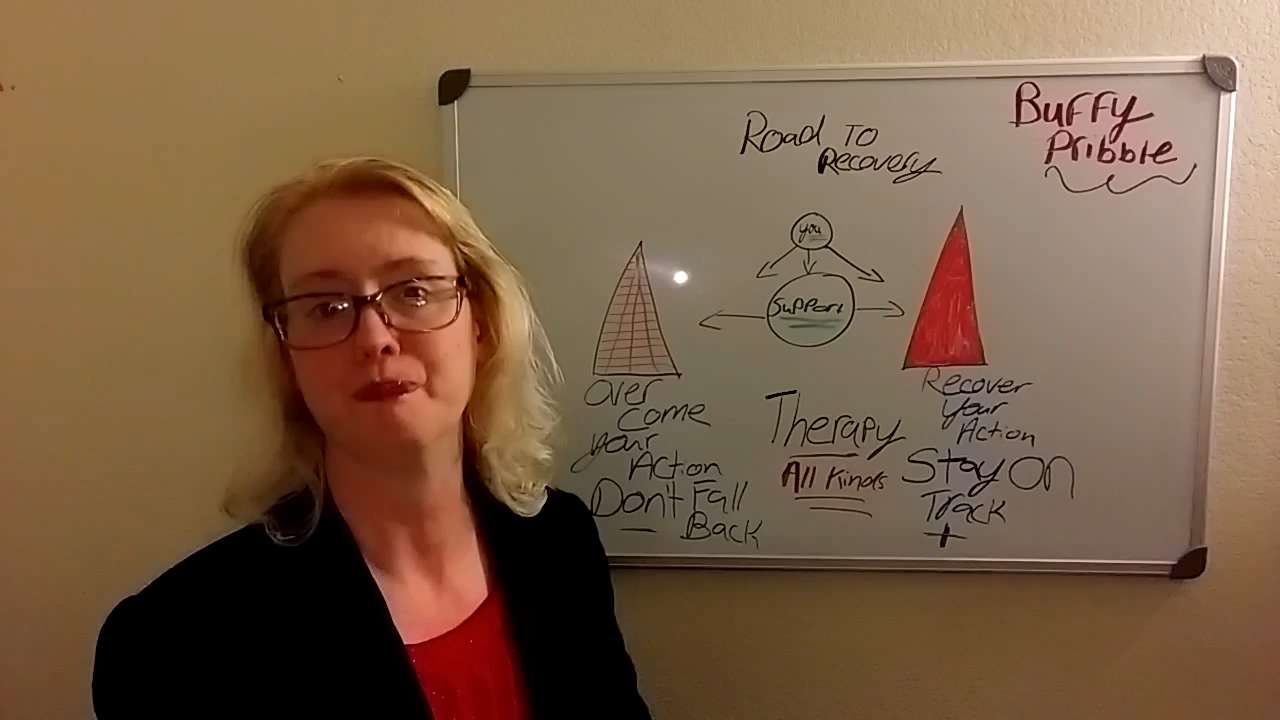 Buffy
Pribble
Road To
Recovery
you
Support
Over
come
your
Action
Don't Fall
Back
Therapy
All Kinds
Recover
your
Action
Stay on
Track
+